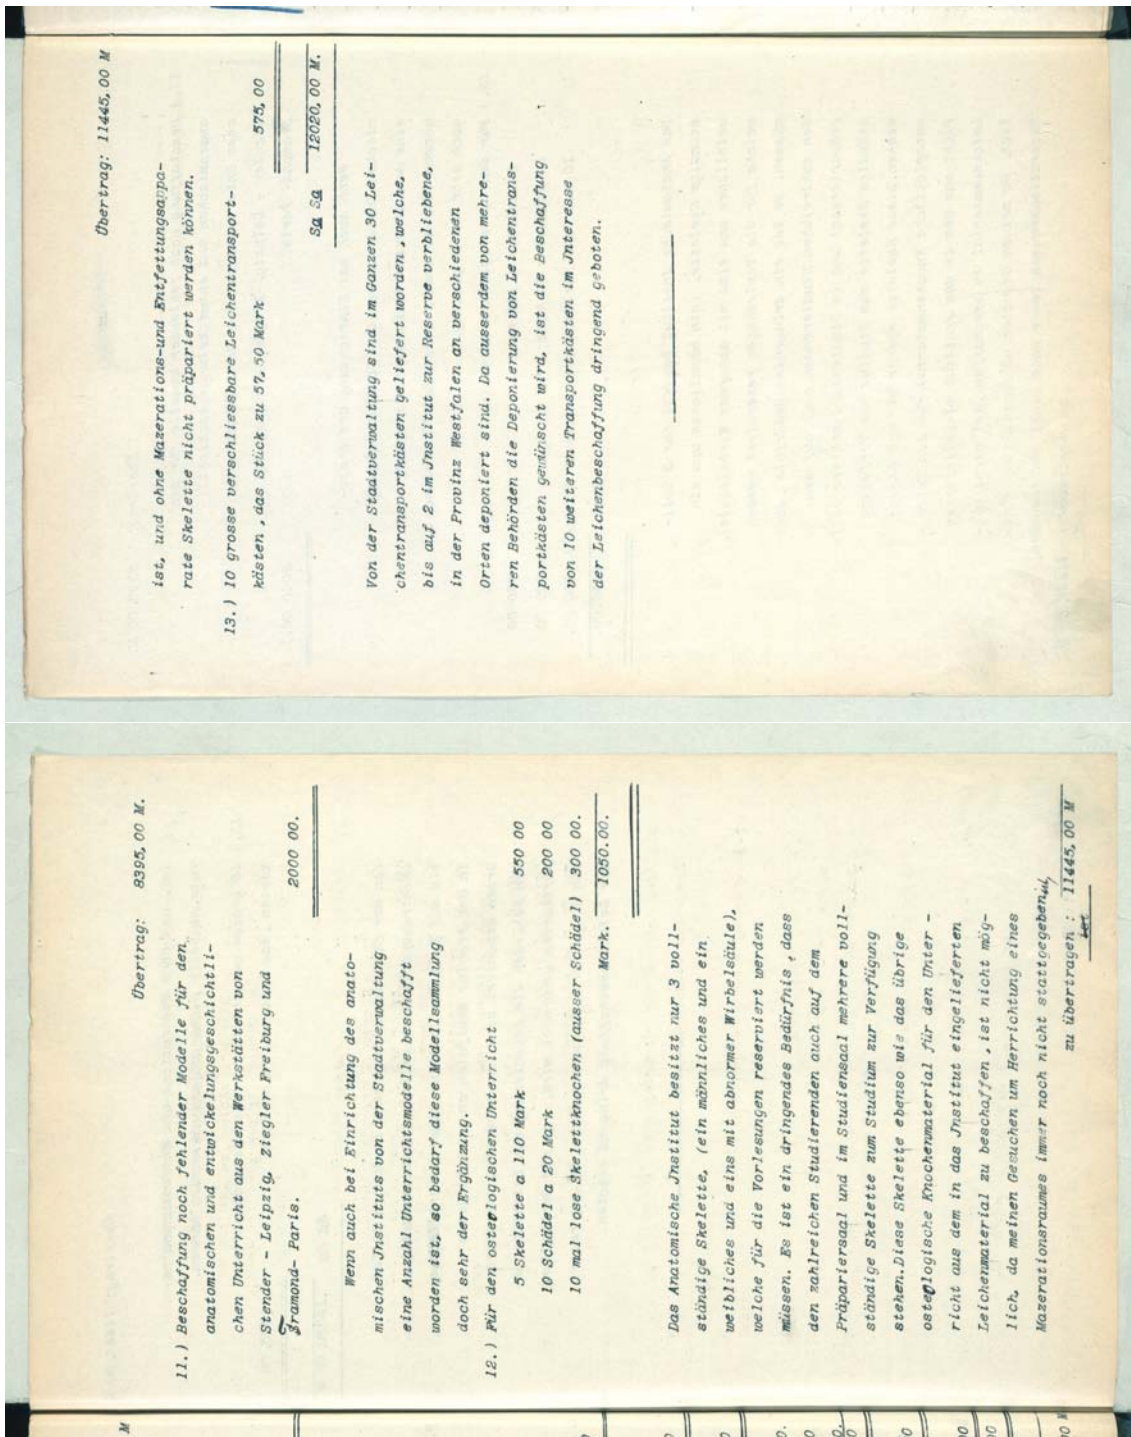 Übertrag: 8395,00 M.
11.) Beschaffung noch fehlender Modelle für den
anatomischen und entwickelungsgeschichtli-
chen Unterricht aus den Werkstätten von
Stender - Leipzig, Ziegler Freiburg und
Tramond- Paris. 2000 00.
Wenn auch bei Einrichtung des anato-
mischen Jnstituts von der Stadtverwaltung
eine Anzahl Unterrichtsmodelle beschafft
worden ist, so bedarf diese Modellsammlung
doch sehr der Ergänzung.
12.) Für den osteologischen Unterricht
5 Skelette a 110 Mark 550 00
10 Schädel a 20 Mark 200 00
10 mal lose Skelettknochen (ausser Schädel) 300 00.
Mark. 1050.00.
Das Anatomische Jnstitut besitzt nur 3 voll-
ständige Skelette, (ein männliches und ein
weibliches und eins mit abnormer Wirbelsäule),
welche für die Vorlesungen reserviert werden
müssen. Es ist ein dringendes Bedürfnis, dass
den zahlreichen Studierenden auch auf dem
Präpariersaal und im Studiensaal mehrere voll-
ständige Skelette zum Studium zur Verfügung
stehen.Diese Skelette ebenso wie das übrige
osteologische Knochenmaterial für den Unter -
richt aus dem in das Jnstitut eingelieferten
Leichenmaterial zu beschaffen, ist nicht mög-
lich, da meinen Gesuchen um Herrichtung eines
Mazerationsraumes immer noch nicht stattgegeben
zu übertragen : 11445,00 M
Übertrag: 11445,00 M
ist, und ohne Mazerations-und Entfettungsappa-
rate Skelette nicht präpariert werden können.
13.) 10 grosse verschliessbare Leichentransport-
kästen, das Stück zu 57,50 Mark 575,00
Sa Sa 12020,00 M.
Von der Stadtverwaltung sind im Ganzen 30 Lei-
chentransportkästen geliefert worden, welche,
bis auf 2 im Jnstitut zur Reserve verbliebene,
in der Provinz Westfalen an verschiedenen
Orten deponiert sind. Da ausserdem von mehre-
ren Behörden die Deponierung von Leichentrans-
portkästen gewünscht wird, ist die Beschaffung
von 10 weiteren Transportkästen im Jnteresse
der Leichenbeschaffung dringend geboten.